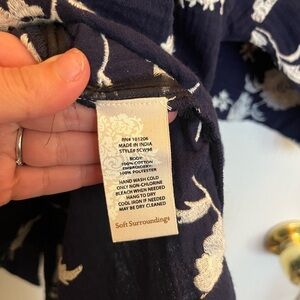 RN# 101206
MADE IN INDIA
STYLE# 5CW98
BODY:
100% COTTON
EMBROIDERY:
100% POLYESTER
HAND WASH COLD
ONLY NON-CHLORINE
BLEACH WHEN NEEDED
HANG TO DRY
COOL IRON IF NEEDED
MAY BE DRY CLEANED
Soft Surroundings